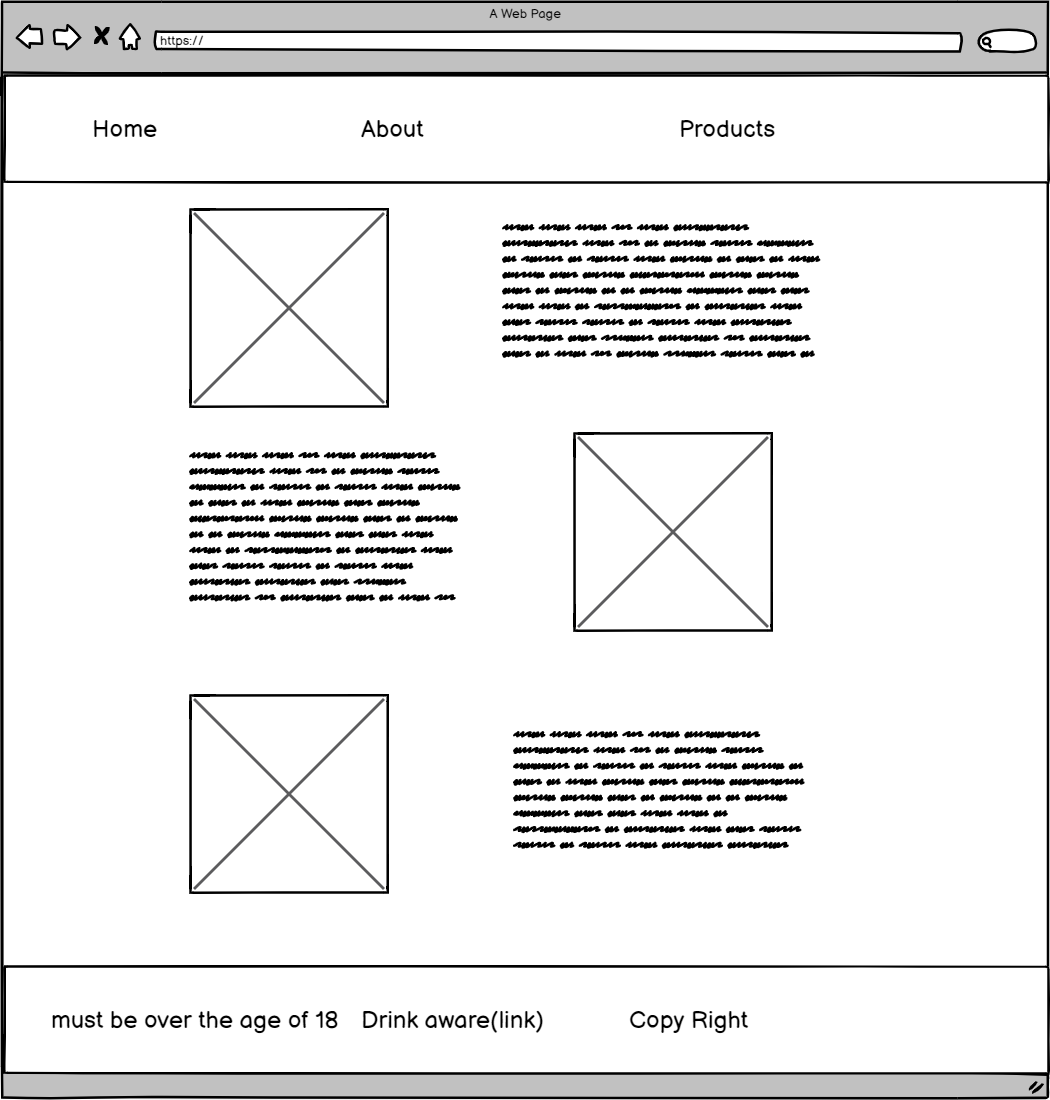 A Web Page
https://
Home About Products
must be over the age of 18 Drink aware(link) Copy Right